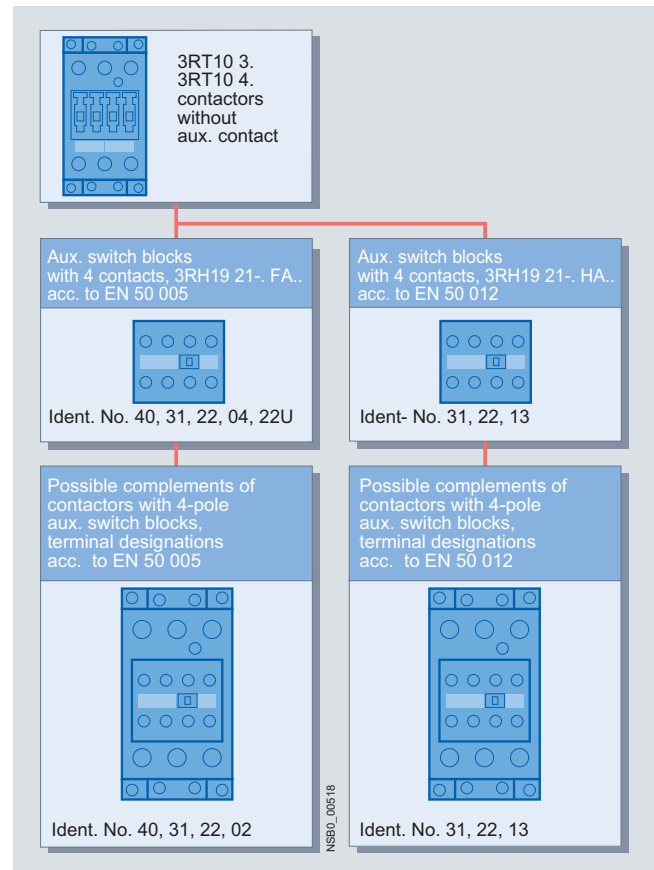 3RT10 3.
3RT10 4.
contactors
without
aux. contact
Aux. switch blocks
with 4 contacts, 3RH19 21-. FA..
acc. to EN 50 005
Ident. No. 40, 31, 22, 04, 22U
Aux. switch blocks
with 4 contacts, 3RH19 21-. HA..
acc. to EN 50 012
Ident- No. 31, 22, 13
Possible complements of
contactors with 4-pole
aux. switch blocks,
terminal designations
acc. to EN 50 005
Ident. No. 40, 31, 22, 02
Possible complements of
contactors with 4-pole
aux. switch blocks,
terminal designations
acc. to EN 50 012
Ident. No. 31, 22, 13
NSB0_00518